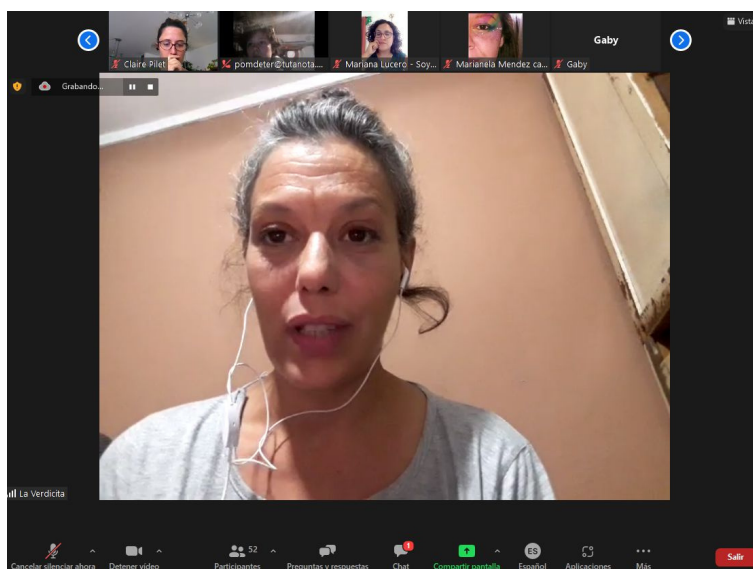 Vista
Gaby
Claire Pilet
pomdeter@tutanota....
Mariana Lucero - Soy...
Marianela Mendez ca...
Gaby
Grabando...
La Verdicita
52
1
ES
Cancelar silenciar ahora
Detener video
Participantes
Preguntas y respuestas
Chat
Compartir pantalla
Español
Aplicaciones
Más
Salir